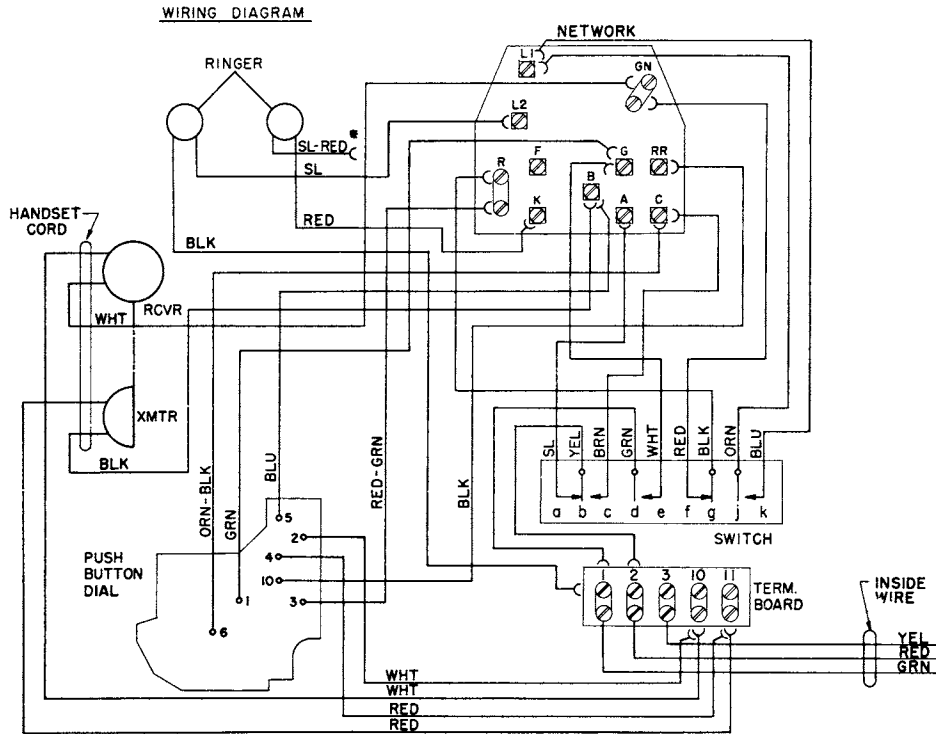 WIRING DIAGRAM
NETWORK
RINGER
L1
GN
L2
SL-RED *
SL
F
G
RR
R
B
K
A
C
HANDSET
CORD
RED
BLK
RCVR
WHT
XMTR
BLK
ORN-BLK
GRN
BLU
RED-GRN
BLK
SL
YEL
BRN
GRN
WHT
RED
BLK
ORN
BLU
a b c d e f g j k
SWITCH
5
2
4
10
1
3
6
PUSH
BUTTON
DIAL
1 2 3 10 11
TERM.
BOARD
INSIDE
WIRE
YEL
RED
GRN
WHT
WHT
RED
RED